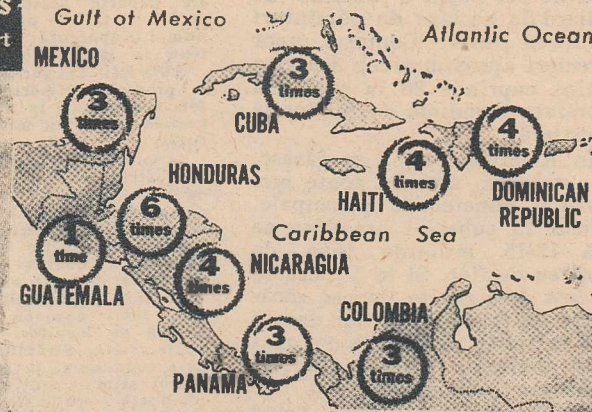 S
t
Gulf of Mexico
Atlantic Ocean
MEXICO
3
times
3
times
CUBA
4
times
4
times
HONDURAS
HAITI
DOMINICAN
REPUBLIC
6
times
Caribbean Sea
1
time
4
times
NICARAGUA
GUATEMALA
COLOMBIA
3
times
3
times
PANAMA